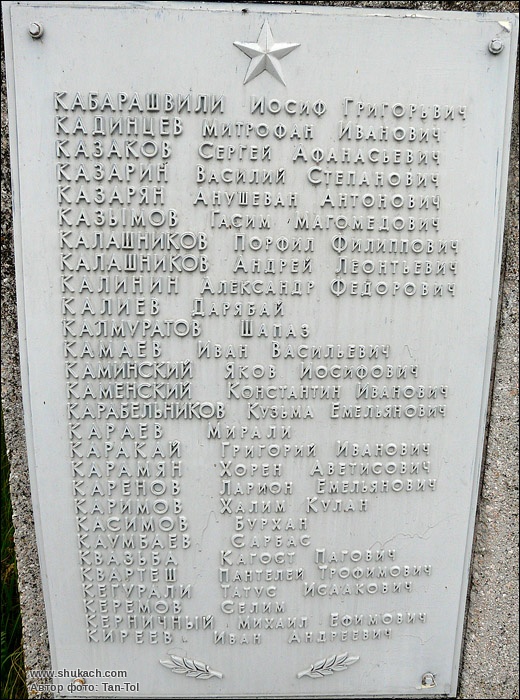 КАБАРАШВИЛИ ИОСИФ ГРИГОРЬВИЧ
КАДИНЦЕВ МИТРОФАН ИВАНОВИЧ
КАЗАКОВ СЕРГЕЙ АФАНАСЬЕВИЧ
КАЗАРИН ВАСИЛИЙ СТЕПАНОВИЧ
КАЗАРЯН АНУШЕВАН АНТОНОВИЧ
КАЗЫМОВ ГАСИМ МАГОМЕДОВИЧ
КАЛАШНИКОВ ПОРФИЛ ФИЛИППОВИЧ
КАЛАШНИКОВ АНДРЕЙ ЛЕОНТЬЕВИЧ
КАЛИНИН АЛЕКСАНДР ФЕДОРОВИЧ
КАЛИЕВ ДАРЯБАЙ
КАЛМУРАТОВ ШАПАЗ
КАМАЕВ ИВАН ВАСИЛЬЕВИЧ
КАМИНСКИЙ ЯКОВ ИОСИФОВИЧ
КАМЕНСКИЙ КОНСТАНТИН ИВАНОВИЧ
КАРАБЕЛЬНИКОВ КУЗЬМА ЕМЕЛЬЯНОВИЧ
КАРАЕВ МИРАЛИ
КАРАКАЙ ГРИГОРИЙ ИВАНОВИЧ
КАРАМЯН ХОРЕН АВЕТИСОВИЧ
КАРЕНОВ ЛАРИОН ЕМЕЛЬЯНОВИЧ
КАРИМОВ ХАЛИМ КУЛАН
КАСИМОВ БУРХАН
КАУМБАЕВ САРБАС
КВАЗЬБА КАГОСТ ПАГОВИЧ
КВАРТЕШ ПАНТЕЛЕЙ ТРОФИМОВИЧ
КЕГУРАЛИ ТАТУС ИСААКОВИЧ
КЕРЕМОВ СЕЛИМ
КЕРНИЧНЫЙ МИХАИЛ ЕФИМОВИЧ
КИРЕЕВ ИВАН АНДРЕЕВИЧ
www.shukach.com
Автор фото: Tan-Tol